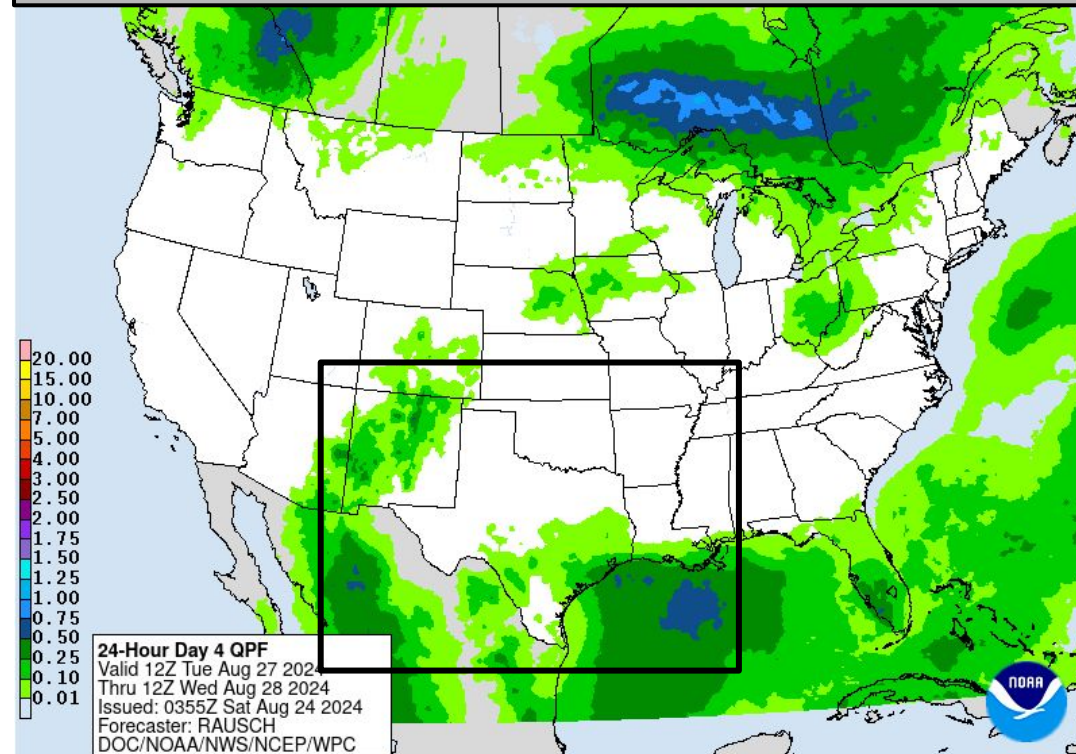 20.00
15.00
10.00
7.00
5.00
4.00
3.00
2.50
2.00
1.75
1.50
1.25
1.00
0.75
0.50
0.25
0.10
0.01
24-Hour Day 4 QPF
Valid 12Z Tue Aug 27 2024
Thru 12Z Wed Aug 28 2024
Issued: 0355Z Sat Aug 24 2024
Forecaster: RAUSCH
DOC/NOAA/NWS/NCEP/WPC
NOAA